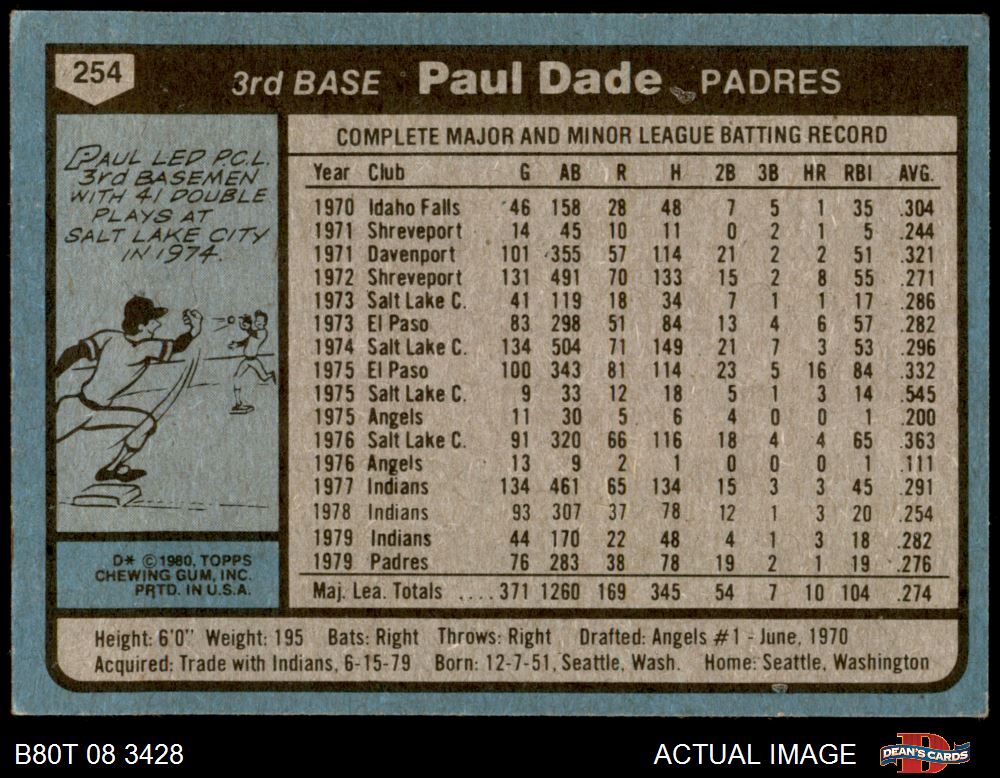 254
3rd BASE Paul Dade PADRES
PAUL LED P.C.L.
3rd BASEMEN
WITH 41 DOUBLE
PLAYS AT
SALT LAKE CITY
IN 1974.
D* ©1980, TOPPS
CHEWING GUM, INC.
PRTD. IN U.S.A.
COMPLETE MAJOR AND MINOR LEAGUE BATTING RECORD
Year Club G AB R H 2B 3B HR RBI AVG.
1970 Idaho Falls 46 158 28 48 7 5 1 35 .304
1971 Shreveport 14 45 10 11 0 2 1 5 .244
1971 Davenport 101 355 57 114 21 2 2 51 .321
1972 Shreveport 131 491 70 133 15 2 8 55 .271
1973 Salt Lake C. 41 119 18 34 7 1 1 17 .286
1973 El Paso 83 298 51 84 13 4 6 57 .282
1974 Salt Lake C. 134 504 71 149 21 7 3 53 .296
1975 El Paso 100 343 81 114 23 5 16 84 .332
1975 Salt Lake C. 9 33 12 18 5 1 3 14 .545
1975 Angels 11 30 5 6 4 0 0 1 .200
1976 Salt Lake C. 91 320 66 116 18 4 4 65 .363
1976 Angels 13 9 2 1 0 0 0 1 .111
1977 Indians 134 461 65 134 15 3 3 45 .291
1978 Indians 93 307 37 78 12 1 3 20 .254
1979 Indians 44 170 22 48 4 1 3 18 .282
1979 Padres 76 283 38 78 19 2 1 19 .276
Maj. Lea. Totals .... 371 1260 169 345 54 7 10 104 .274
Height: 6'0" Weight: 195 Bats: Right Throws: Right Drafted: Angels #1 - June, 1970
Acquired: Trade with Indians, 6-15-79 Born: 12-7-51, Seattle, Wash. Home: Seattle, Washington
B80T 08 3428
ACTUAL IMAGE
DEAN'S CARDS